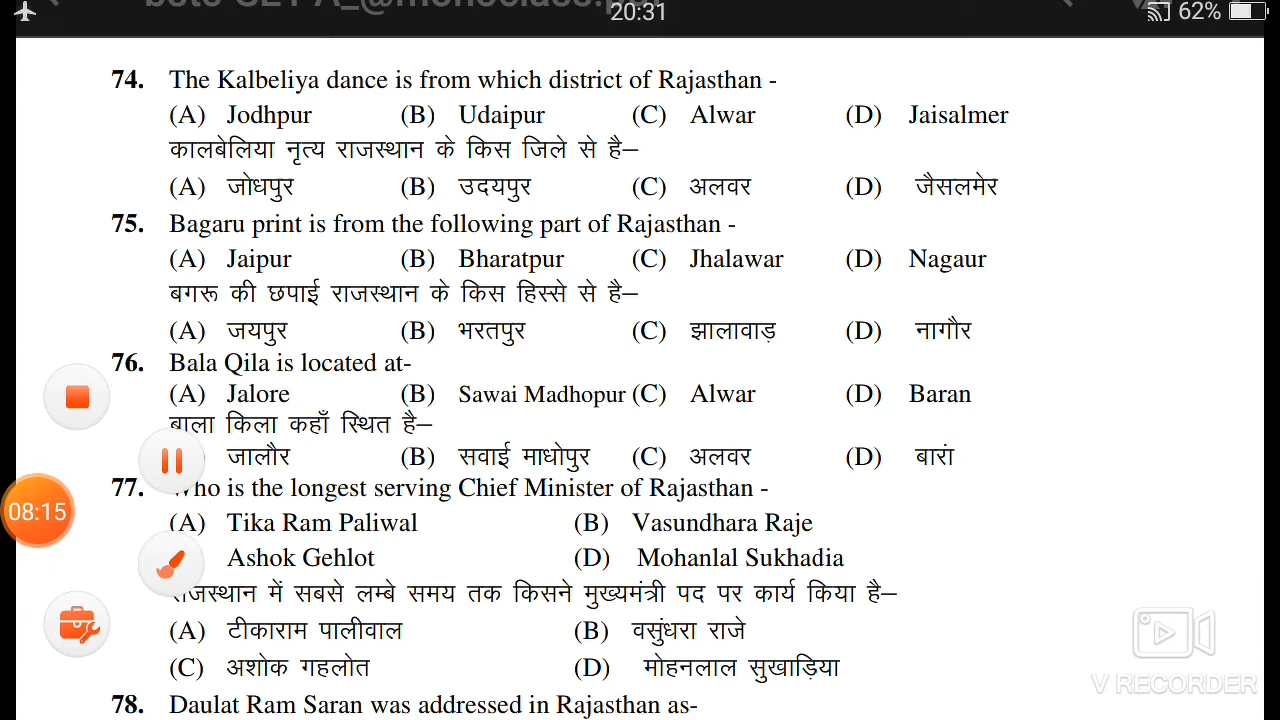 20:31
62%
74. The Kalbeliya dance is from which district of Rajasthan -
(A) Jodhpur (B) Udaipur (C) Alwar (D) Jaisalmer
कालबेलिया नृत्य राजस्थान के किस जिले से है–
(A) जोधपुर (B) उदयपुर (C) अलवर (D) जैसलमेर
75. Bagaru print is from the following part of Rajasthan -
(A) Jaipur (B) Bharatpur (C) Jhalawar (D) Nagaur
बगरू की छपाई राजस्थान के किस हिस्से से है–
(A) जयपुर (B) भरतपुर (C) झालावाड़ (D) नागौर
76. Bala Qila is located at-
(A) Jalore (B) Sawai Madhopur (C) Alwar (D) Baran
बाला किला कहाँ स्थित है–
जालौर (B) सवाई माधोपुर (C) अलवर (D) बारां
77. Who is the longest serving Chief Minister of Rajasthan -
08:15
(A) Tika Ram Paliwal (B) Vasundhara Raje
Ashok Gehlot (D) Mohanlal Sukhadia
राजस्थान में सबसे लम्बे समय तक किसने मुख्यमंत्री पद पर कार्य किया है–
(A) टीकाराम पालीवाल (B) वसुंधरा राजे
(C) अशोक गहलोत (D) मोहनलाल सुखाड़िया
V RECORDER
78. Daulat Ram Saran was addressed in Rajasthan as-